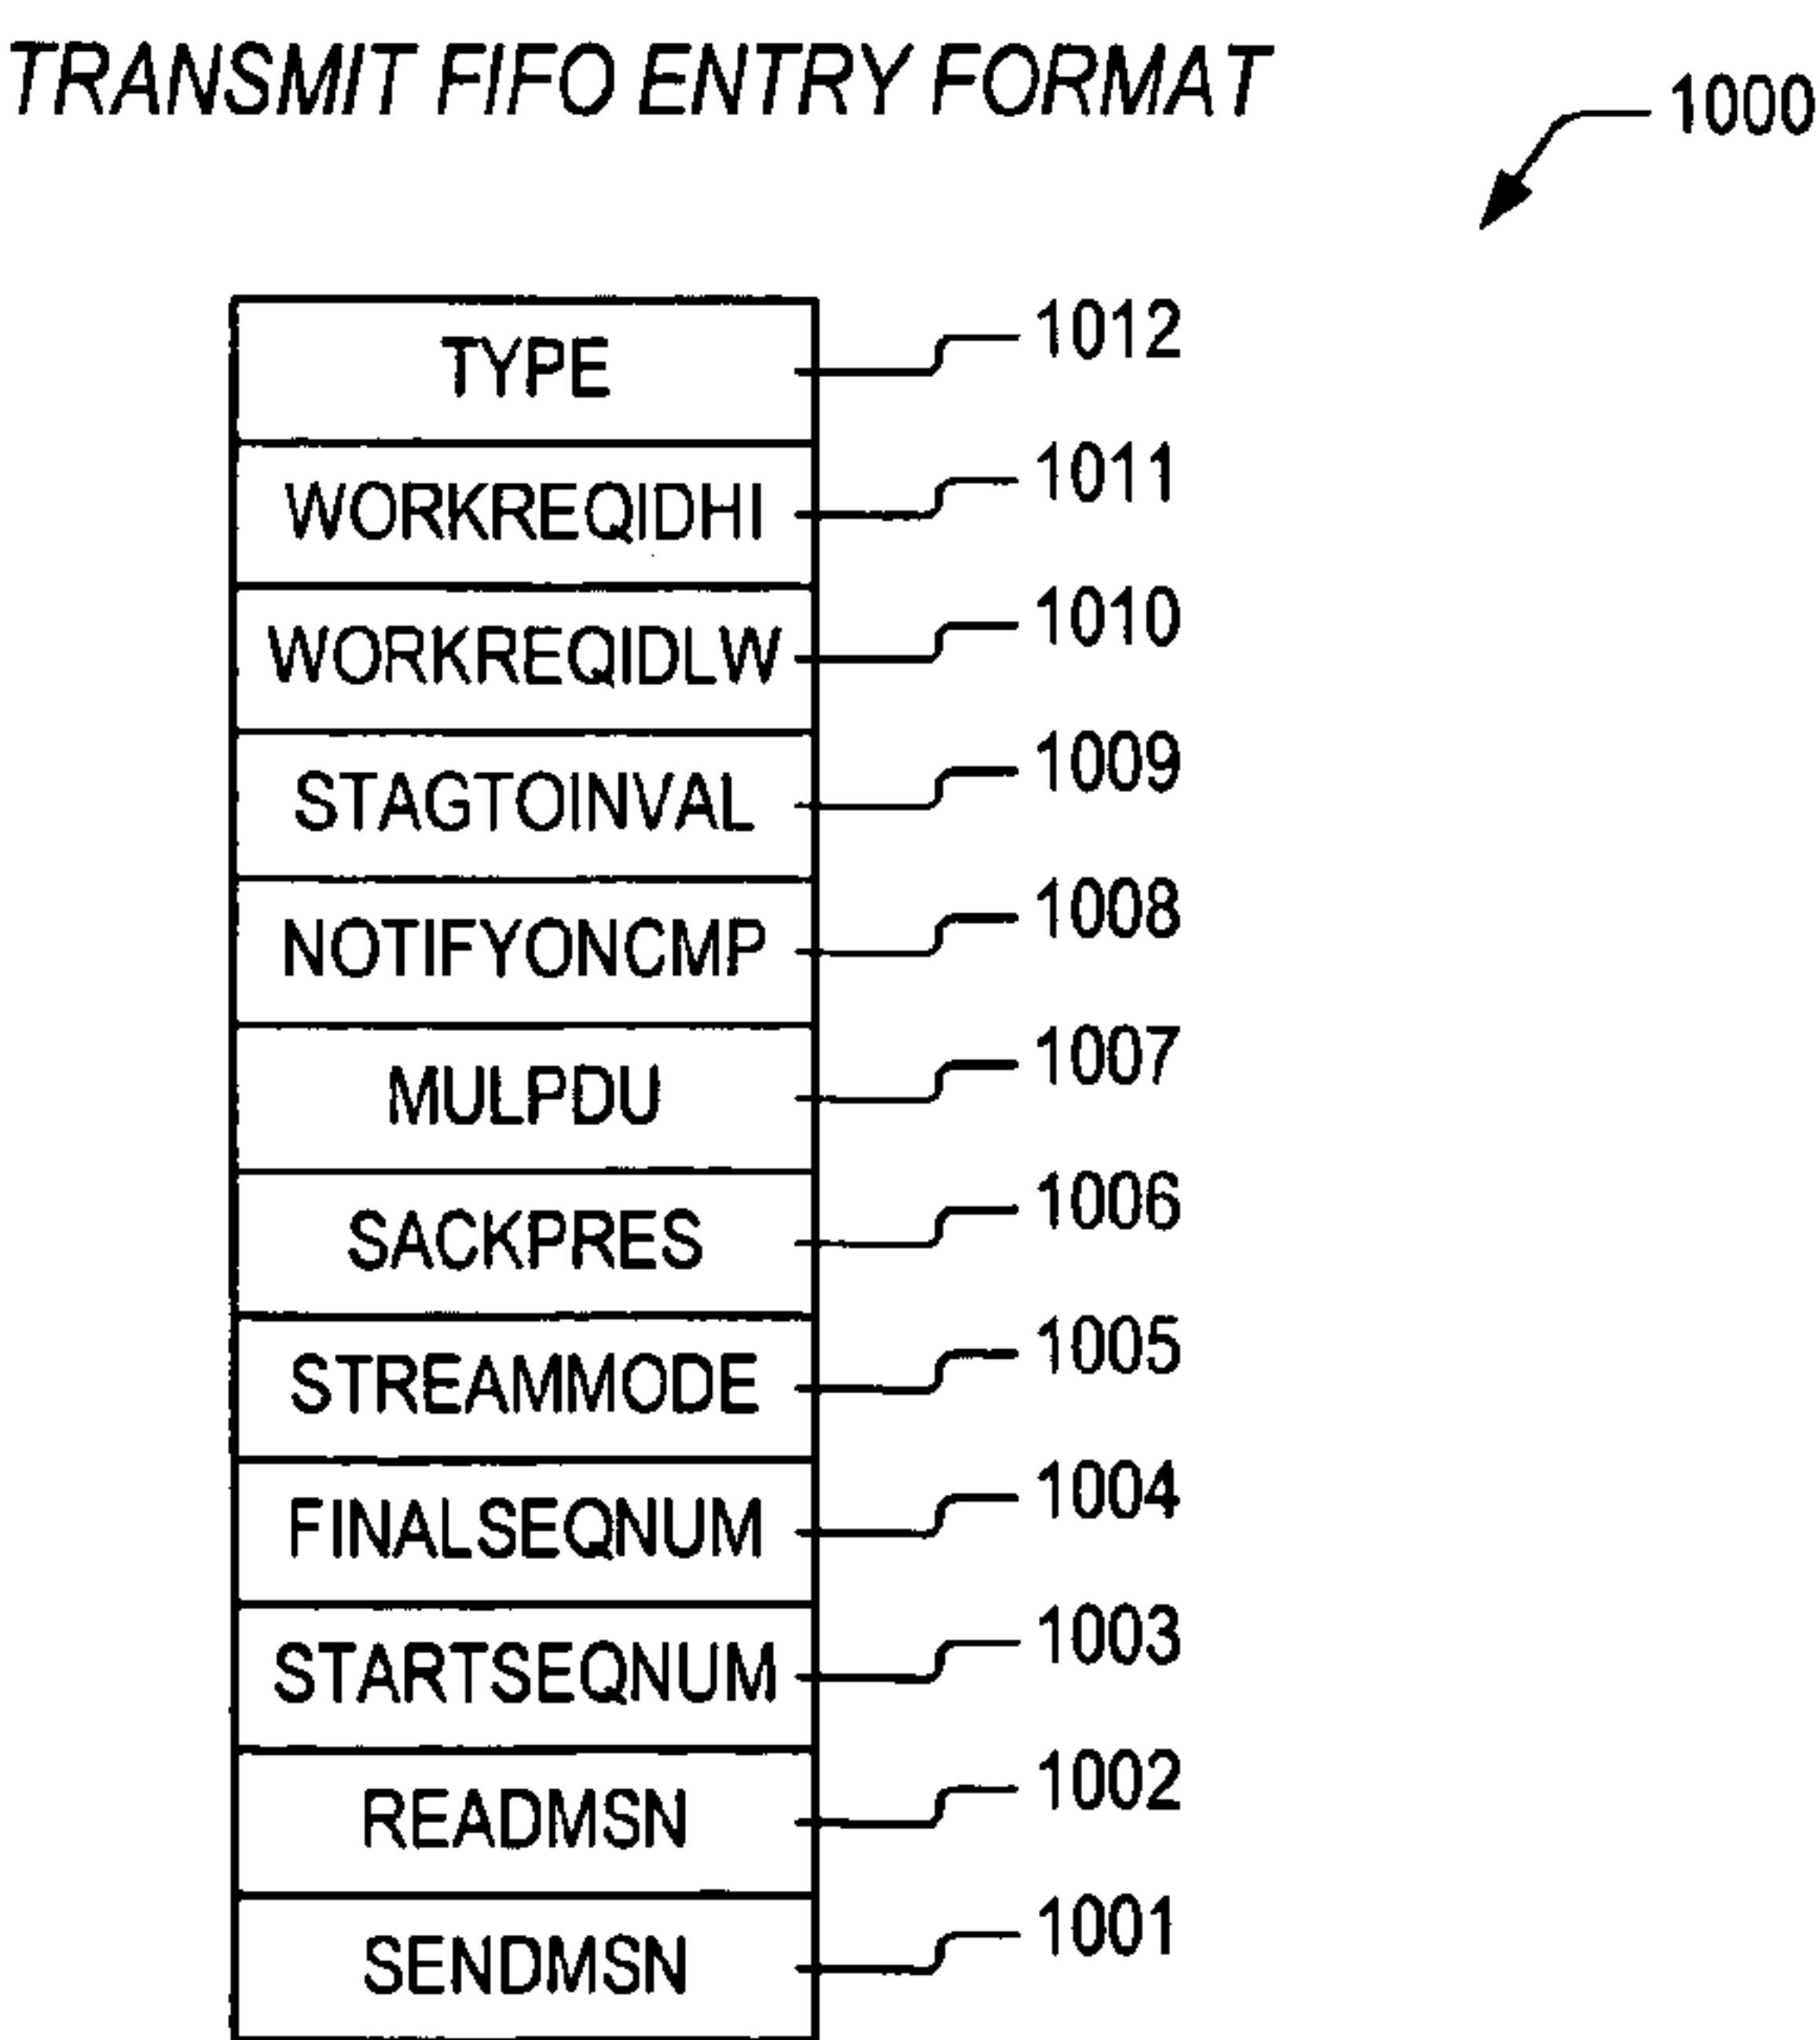 TRANSMIT FIFO ENTRY FORMAT
1000
TYPE 1012
WORKREQIDHI 1011
WORKREQIDLW 1010
STAGTOINVAL 1009
NOTIFYONCMP 1008
MULPDU 1007
SACKPRES 1006
STREAMMODE 1005
FINALSEQNUM 1004
STARTSEQNUM 1003
READMSN 1002
SENDMSN 1001